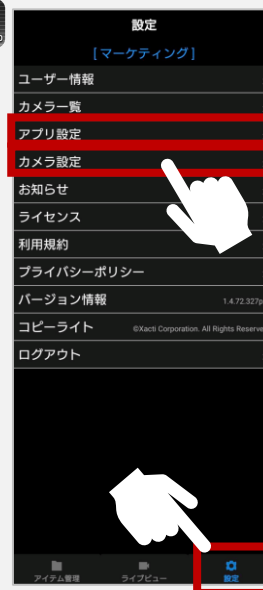 設定
[マーケティング]
ユーザー情報
カメラ一覧
アプリ設定
カメラ設定
お知らせ
ライセンス
利用規約
プライバシーポリシー
バージョン情報 1.4.72.327p
コピーライト ©Xacti Corporation. All Rights Reserve
ログアウト
アイテム管理 ライブビュー 設定